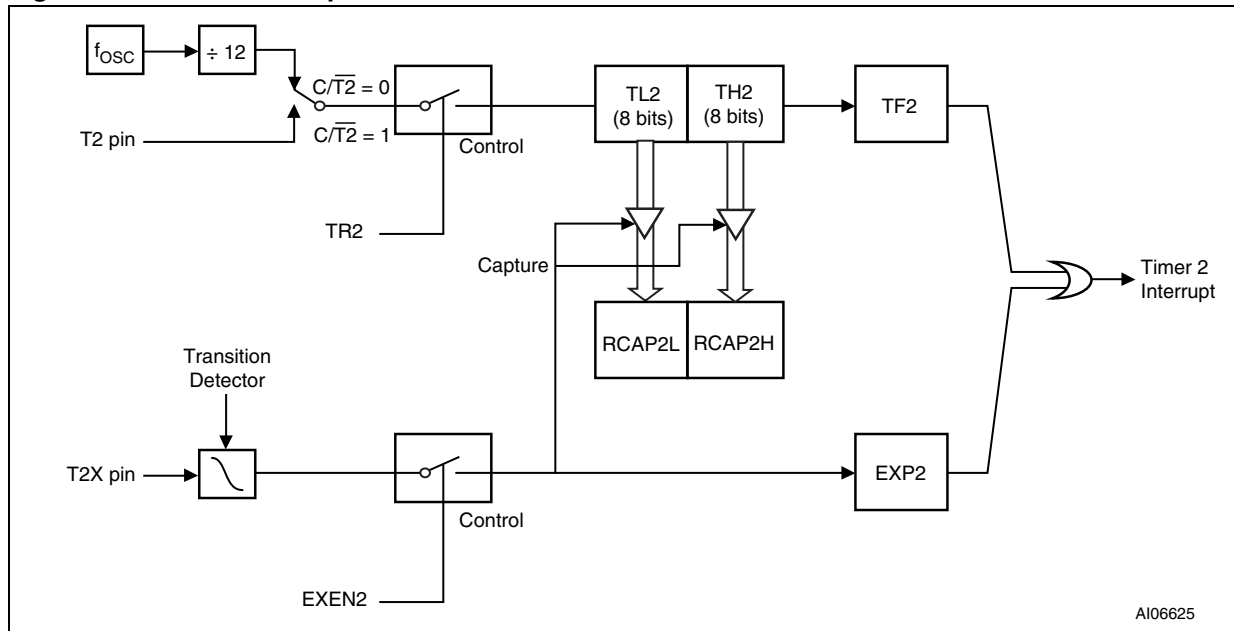 fOSC
÷ 12
C/T2 = 0
C/T2 = 1
T2 pin
Control
TR2
TL2
(8 bits)
TH2
(8 bits)
TF2
Capture
RCAP2L
RCAP2H
Timer 2
Interrupt
Transition
Detector
T2X pin
Control
EXEN2
EXP2
AI06625